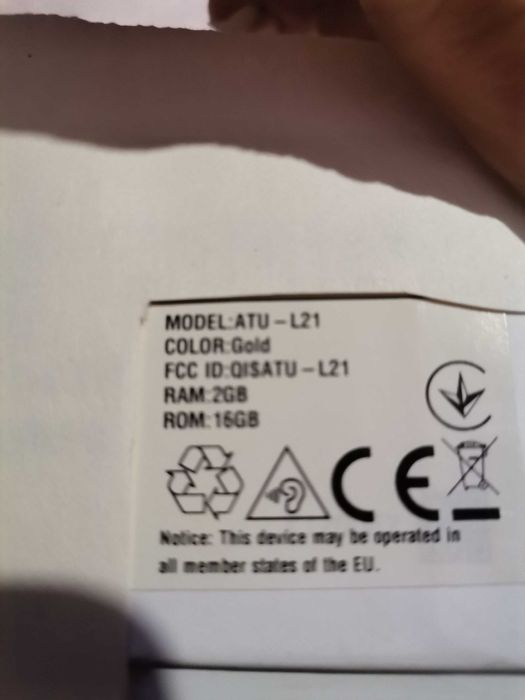 MODEL:ATU-L21
COLOR:Gold
FCC ID:QISATU-L21
RAM:2GB
ROM:16GB
CE
Notice: This device may be operated in
all member states of the EU.